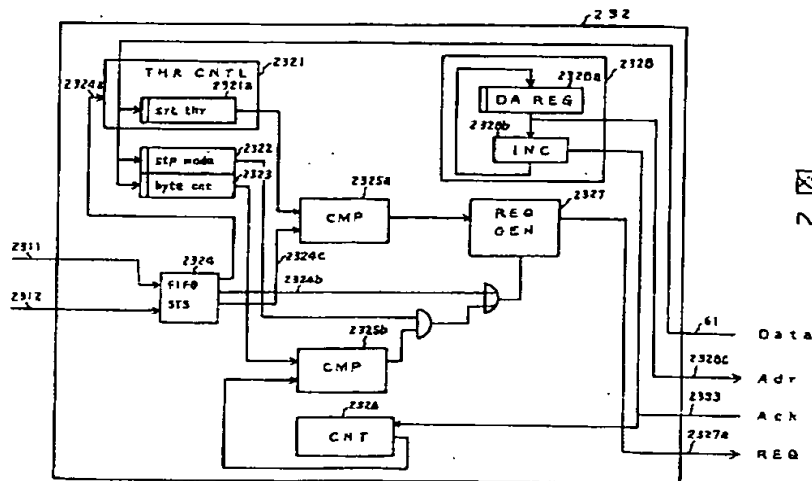 232
THR CNTL
2321
2324a
2321a
srt thr
2328
2328a
DA REG
2328b
INC
stp mode
2322
byte cnt
2323
2325a
CMP
2327
REQ
GEN
2311
2324
FIFO
STS
2312
2324c
2324b
2325b
CMP
2326
CNT
61
Data
2328c
Adr
2333
Ack
2327a
REQ
図
2